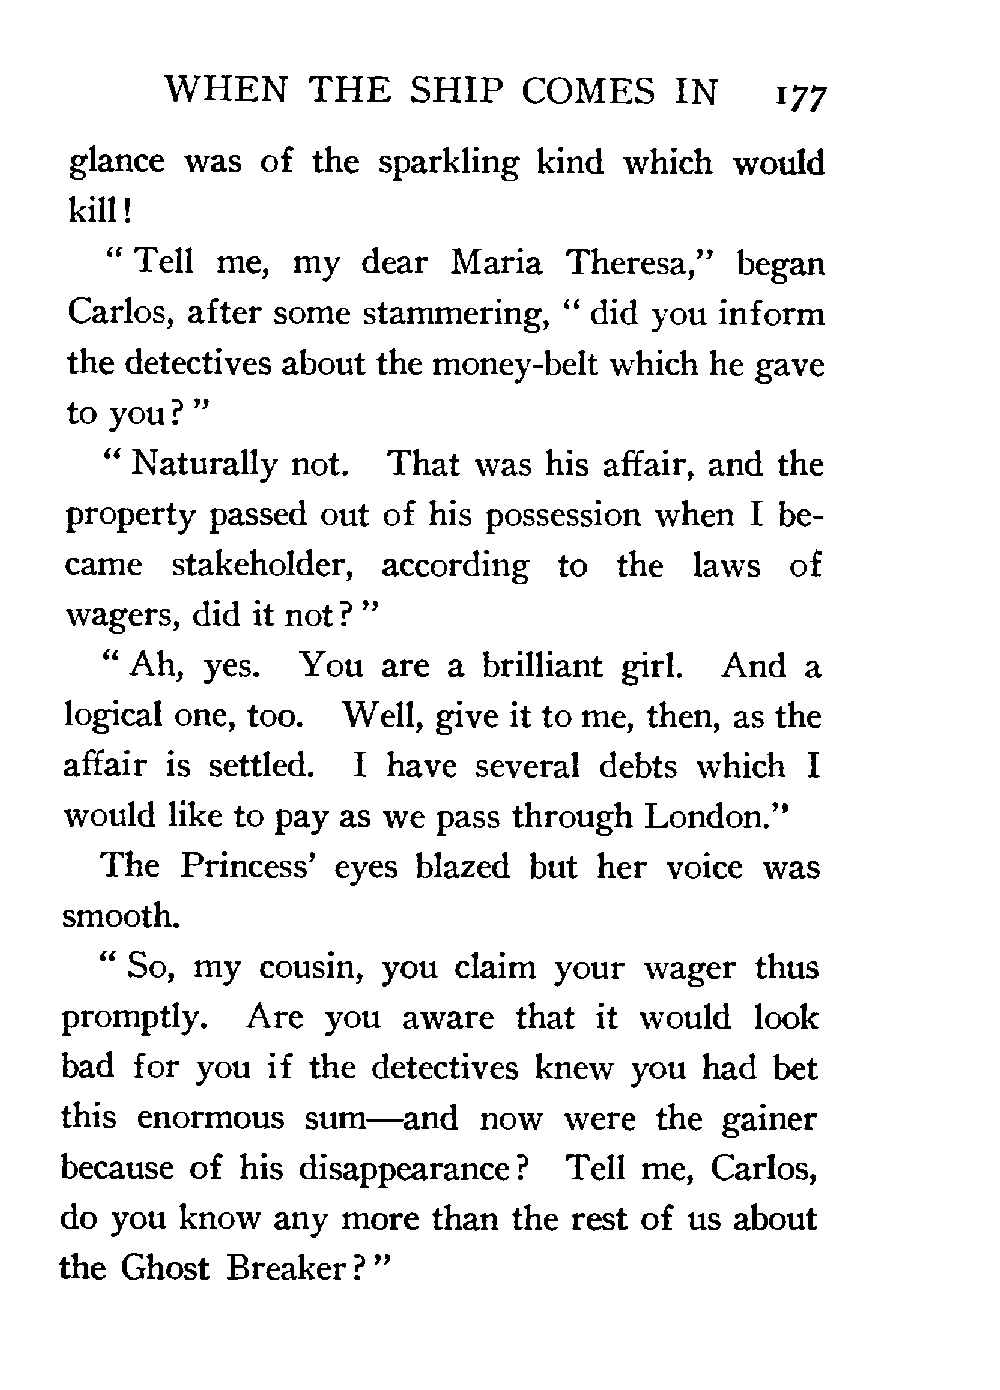 WHEN THE SHIP COMES IN 177
glance was of the sparkling kind which would
kill!
“ Tell me, my dear Maria Theresa,” began
Carlos, after some stammering, “ did you inform
the detectives about the money-belt which he gave
to you? ”
“ Naturally not. That was his affair, and the
property passed out of his possession when I be-
came stakeholder, according to the laws of
wagers, did it not? ”
“ Ah, yes. You are a brilliant girl. And a
logical one, too. Well, give it to me, then, as the
affair is settled. I have several debts which I
would like to pay as we pass through London.”
The Princess’ eyes blazed but her voice was
smooth.
“ So, my cousin, you claim your wager thus
promptly. Are you aware that it would look
bad for you if the detectives knew you had bet
this enormous sum—and now were the gainer
because of his disappearance? Tell me, Carlos,
do you know any more than the rest of us about
the Ghost Breaker? ”